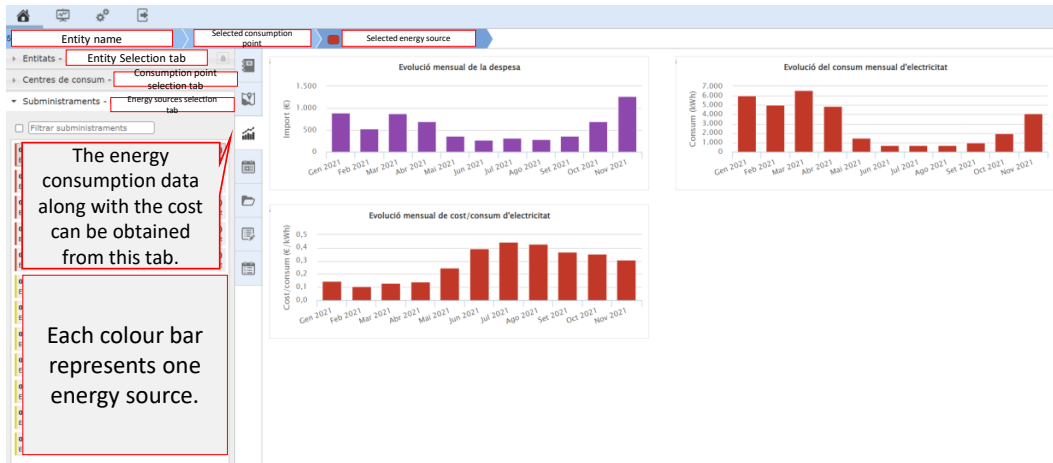 Entity name
Selected consumption
point
Selected energy source
Entitats -
Entity Selection tab
Centres de consum -
Consumption point
selection tab
Subministraments -
Energy sources selection
tab
Filtrar subministraments
The energy
consumption data
along with the cost
can be obtained
from this tab.
Each colour bar
represents one
energy source.
Evolució mensual de la despesa
Import (€)
1.500
1.000
500
0
Gen 2021 Feb 2021 Mar 2021 Abr 2021 Mai 2021 Jun 2021 Jul 2021 Ago 2021 Set 2021 Oct 2021 Nov 2021
Evolució del consum mensual d'electricitat
Consum (kWh)
7.000
6.000
5.000
4.000
3.000
2.000
1.000
0
Gen 2021 Feb 2021 Mar 2021 Abr 2021 Mai 2021 Jun 2021 Jul 2021 Ago 2021 Set 2021 Oct 2021 Nov 2021
Evolució mensual de cost/consum d'electricitat
Cost/consum (€ /kWh)
0,5
0,4
0,3
0,2
0,1
0,0
Gen 2021 Feb 2021 Mar 2021 Abr 2021 Mai 2021 Jun 2021 Jul 2021 Ago 2021 Set 2021 Oct 2021 Nov 2021